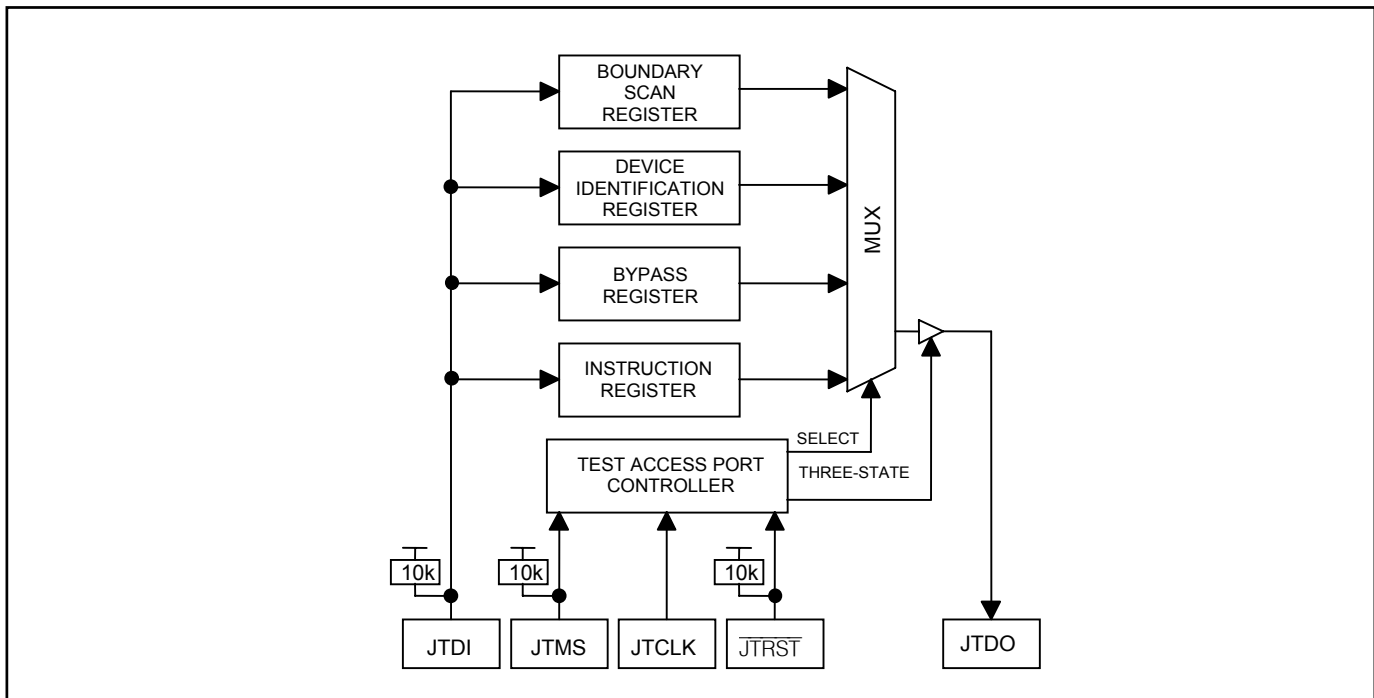 BOUNDARY
SCAN
REGISTER
DEVICE
IDENTIFICATION
REGISTER
BYPASS
REGISTER
INSTRUCTION
REGISTER
MUX
SELECT
TEST ACCESS PORT
CONTROLLER
THREE-STATE
10k
10k
10k
JTDI
JTMS
JTCLK
JTRST
JTDO